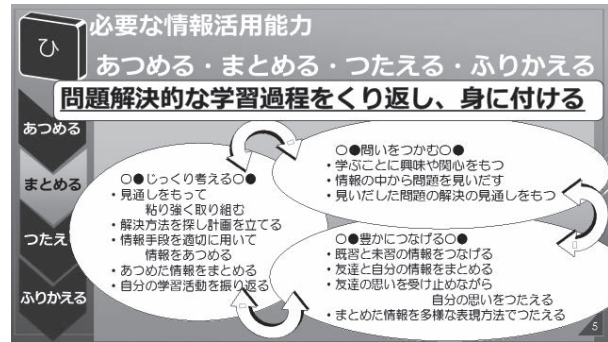 ひ
必要な情報活用能力
あつめる・まとめる・つたえる・ふりかえる
問題解決的な学習過程をくり返し、身に付ける
あつめる
まとめる
つたえ
ふりかえる
○●じっくり考える○●
・見通しをもって
粘り強く取り組む
・解決方法を探し計画を立てる
・情報手段を適切に用いて
情報をあつめる
・あつめた情報をまとめる
・自分の学習活動を振り返る
○●問いをつかむ○●
・学ぶことに興味や関心をもつ
・情報の中から問題を見いだす
・見いだした問題の解決の見通しをもつ
○●豊かにつなげる○●
・既習と未習の情報をつなげる
・友達と自分の情報をまとめる
・友達の思いを受け止めながら
自分の思いをつたえる
・まとめた情報を多様な表現方法でつたえる
5